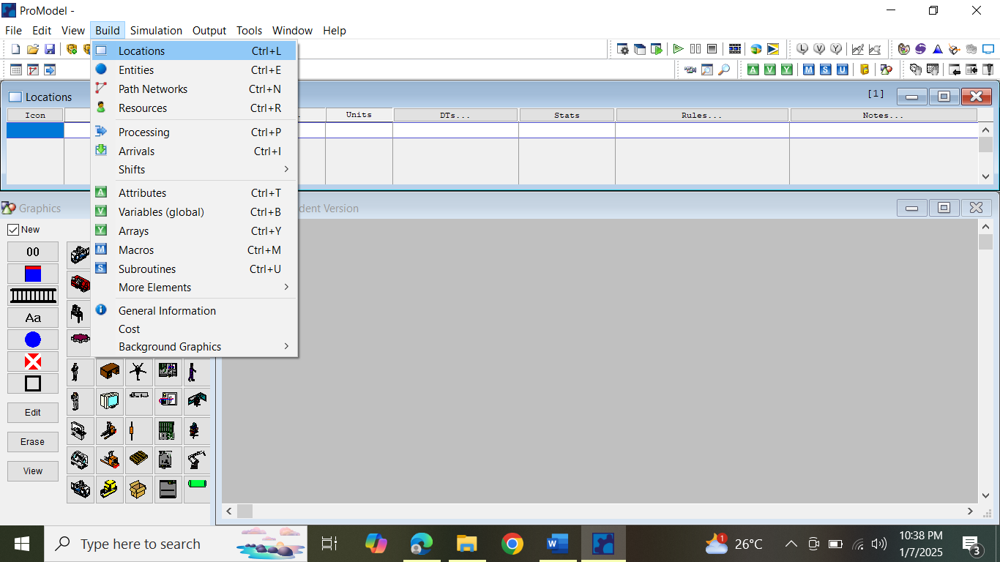 ProModel -
File Edit View Build Simulation Output Tools Window Help
Locations Ctrl+L
Entities Ctrl+E
Path Networks Ctrl+N
Resources Ctrl+R
Processing Ctrl+P
Arrivals Ctrl+I
Shifts
Attributes Ctrl+T
Variables (global) Ctrl+B
Arrays Ctrl+Y
Macros Ctrl+M
Subroutines Ctrl+U
More Elements
General Information
Cost
Background Graphics
L V Y
A V Y M S U
Locations [1]
Icon Units DTs... Stats Rules... Notes...
A
V
Y
M
S
Graphics
dent Version
New
00
Aa
Edit
Erase
View
Type here to search
1
26°C
10:38 PM
1/7/2025
3